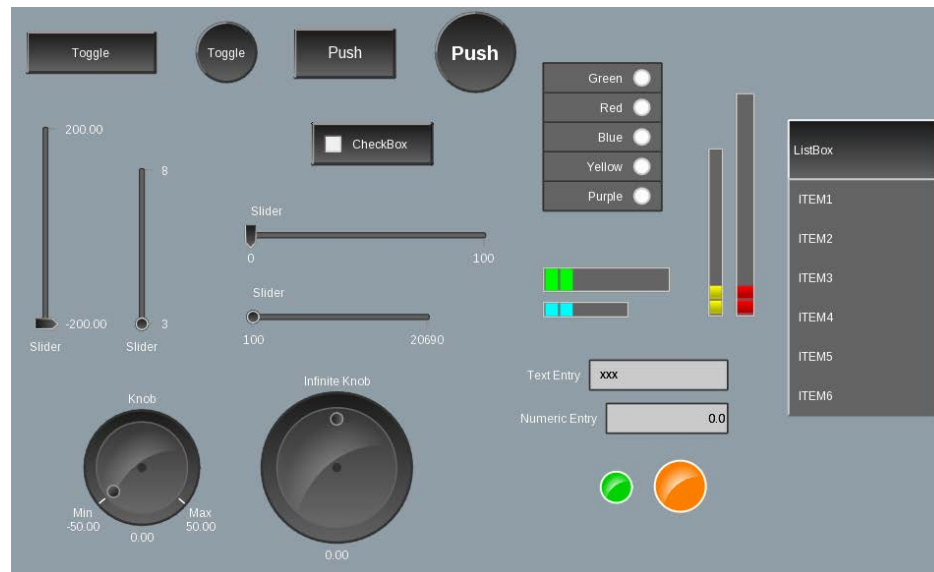 Toggle
Toggle
Push
Push
Green
Red
Blue
Yellow
Purple
200.00
-200.00
Slider
8
3
Slider
CheckBox
Slider
0
100
Slider
100
20690
ListBox
ITEM1
ITEM2
ITEM3
ITEM4
ITEM5
ITEM6
Text Entry
xxx
Numeric Entry
0.0
Knob
Min
-50.00
Max
50.00
0.00
Infinite Knob
0.00